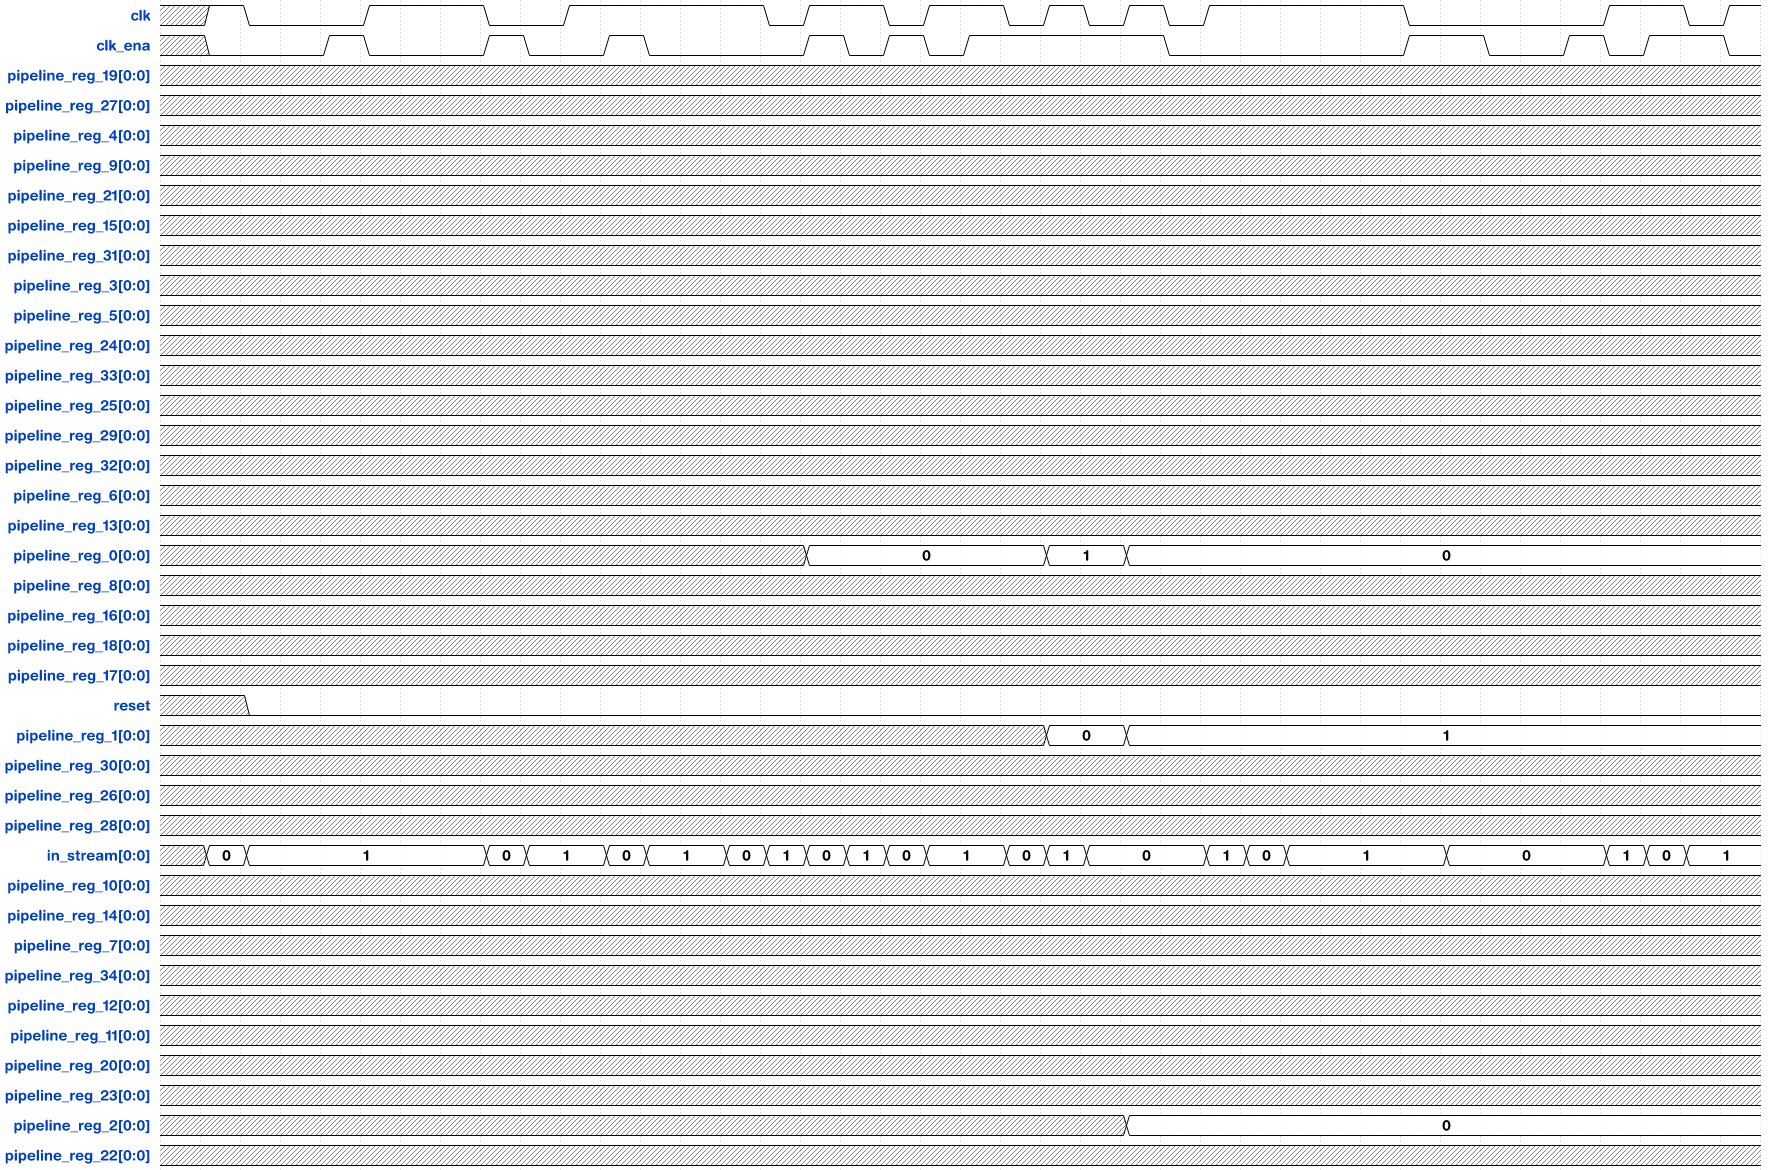 clk
clk_ena
pipeline_reg_19[0:0]
pipeline_reg_27[0:0]
pipeline_reg_4[0:0]
pipeline_reg_9[0:0]
pipeline_reg_21[0:0]
pipeline_reg_15[0:0]
pipeline_reg_31[0:0]
pipeline_reg_3[0:0]
pipeline_reg_5[0:0]
pipeline_reg_24[0:0]
pipeline_reg_33[0:0]
pipeline_reg_25[0:0]
pipeline_reg_29[0:0]
pipeline_reg_32[0:0]
pipeline_reg_6[0:0]
pipeline_reg_13[0:0]
pipeline_reg_0[0:0] 0 1 0
pipeline_reg_8[0:0]
pipeline_reg_16[0:0]
pipeline_reg_18[0:0]
pipeline_reg_17[0:0]
reset
pipeline_reg_1[0:0] 0 1
pipeline_reg_30[0:0]
pipeline_reg_26[0:0]
pipeline_reg_28[0:0]
in_stream[0:0] 0 1 0 1 0 1 0 1 0 1 0 1 0 1 0 1 0 1 0 1 0 1
pipeline_reg_10[0:0]
pipeline_reg_14[0:0]
pipeline_reg_7[0:0]
pipeline_reg_34[0:0]
pipeline_reg_12[0:0]
pipeline_reg_11[0:0]
pipeline_reg_20[0:0]
pipeline_reg_23[0:0]
pipeline_reg_2[0:0] 0
pipeline_reg_22[0:0]